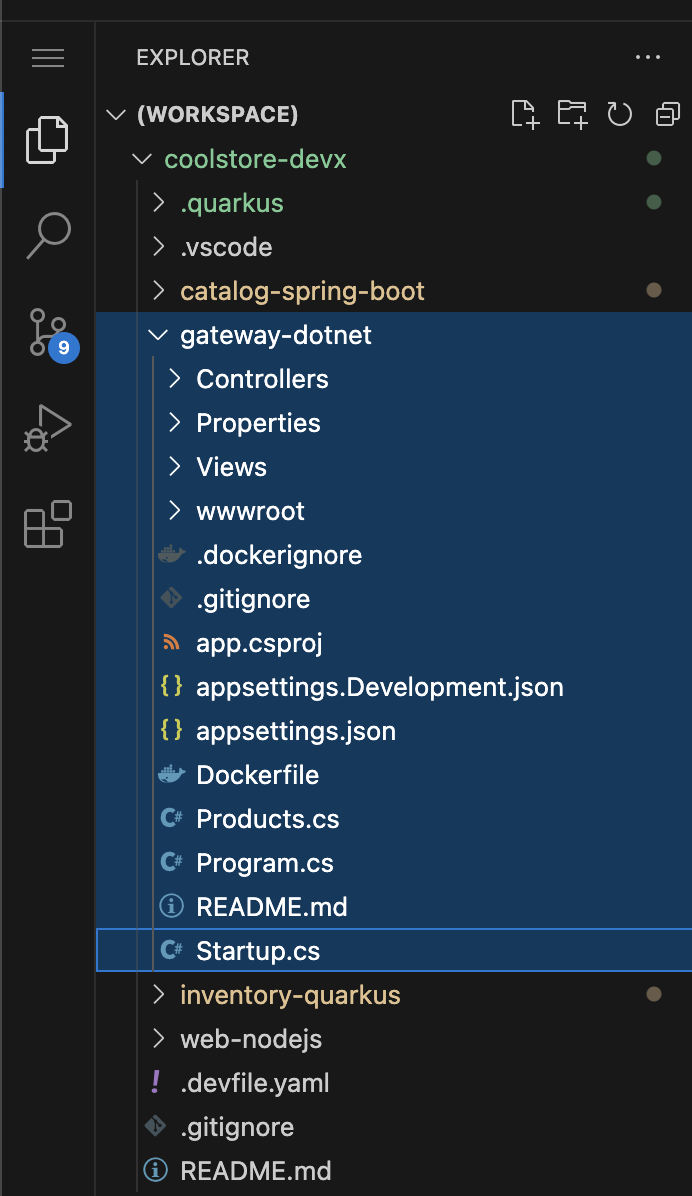 EXPLORER
(WORKSPACE)
coolstore-devx
.quarkus
.vscode
catalog-spring-boot
gateway-dotnet
Controllers
Properties
9
Views
wwwroot
.dockerignore
.gitignore
app.csproj
{} appsettings.Development.json
{} appsettings.json
Dockerfile
C# Products.cs
C# Program.cs
README.md
C# Startup.cs
inventory-quarkus
web-nodejs
! .devfile.yaml
.gitignore
README.md